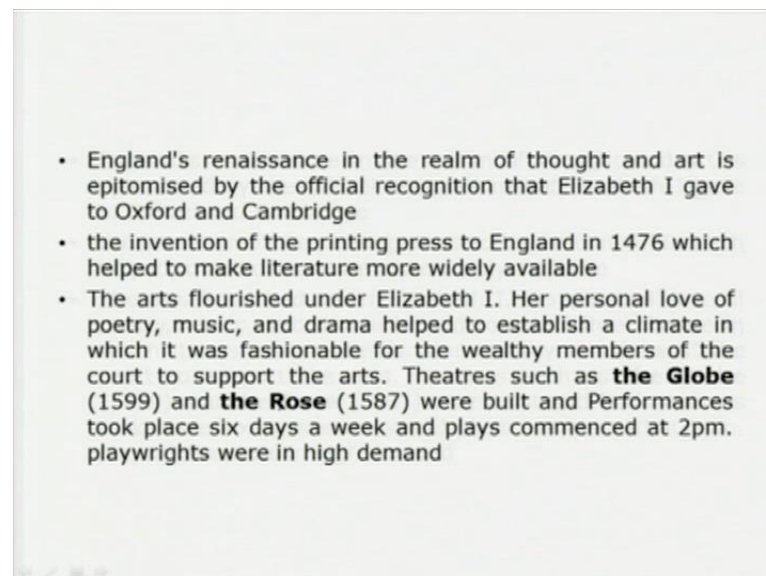 • England's renaissance in the realm of thought and art is
epitomised by the official recognition that Elizabeth I gave
to Oxford and Cambridge
• the invention of the printing press to England in 1476 which
helped to make literature more widely available
• The arts flourished under Elizabeth I. Her personal love of
poetry, music, and drama helped to establish a climate in
which it was fashionable for the wealthy members of the
court to support the arts. Theatres such as the Globe
(1599) and the Rose (1587) were built and Performances
took place six days a week and plays commenced at 2pm.
playwrights were in high demand